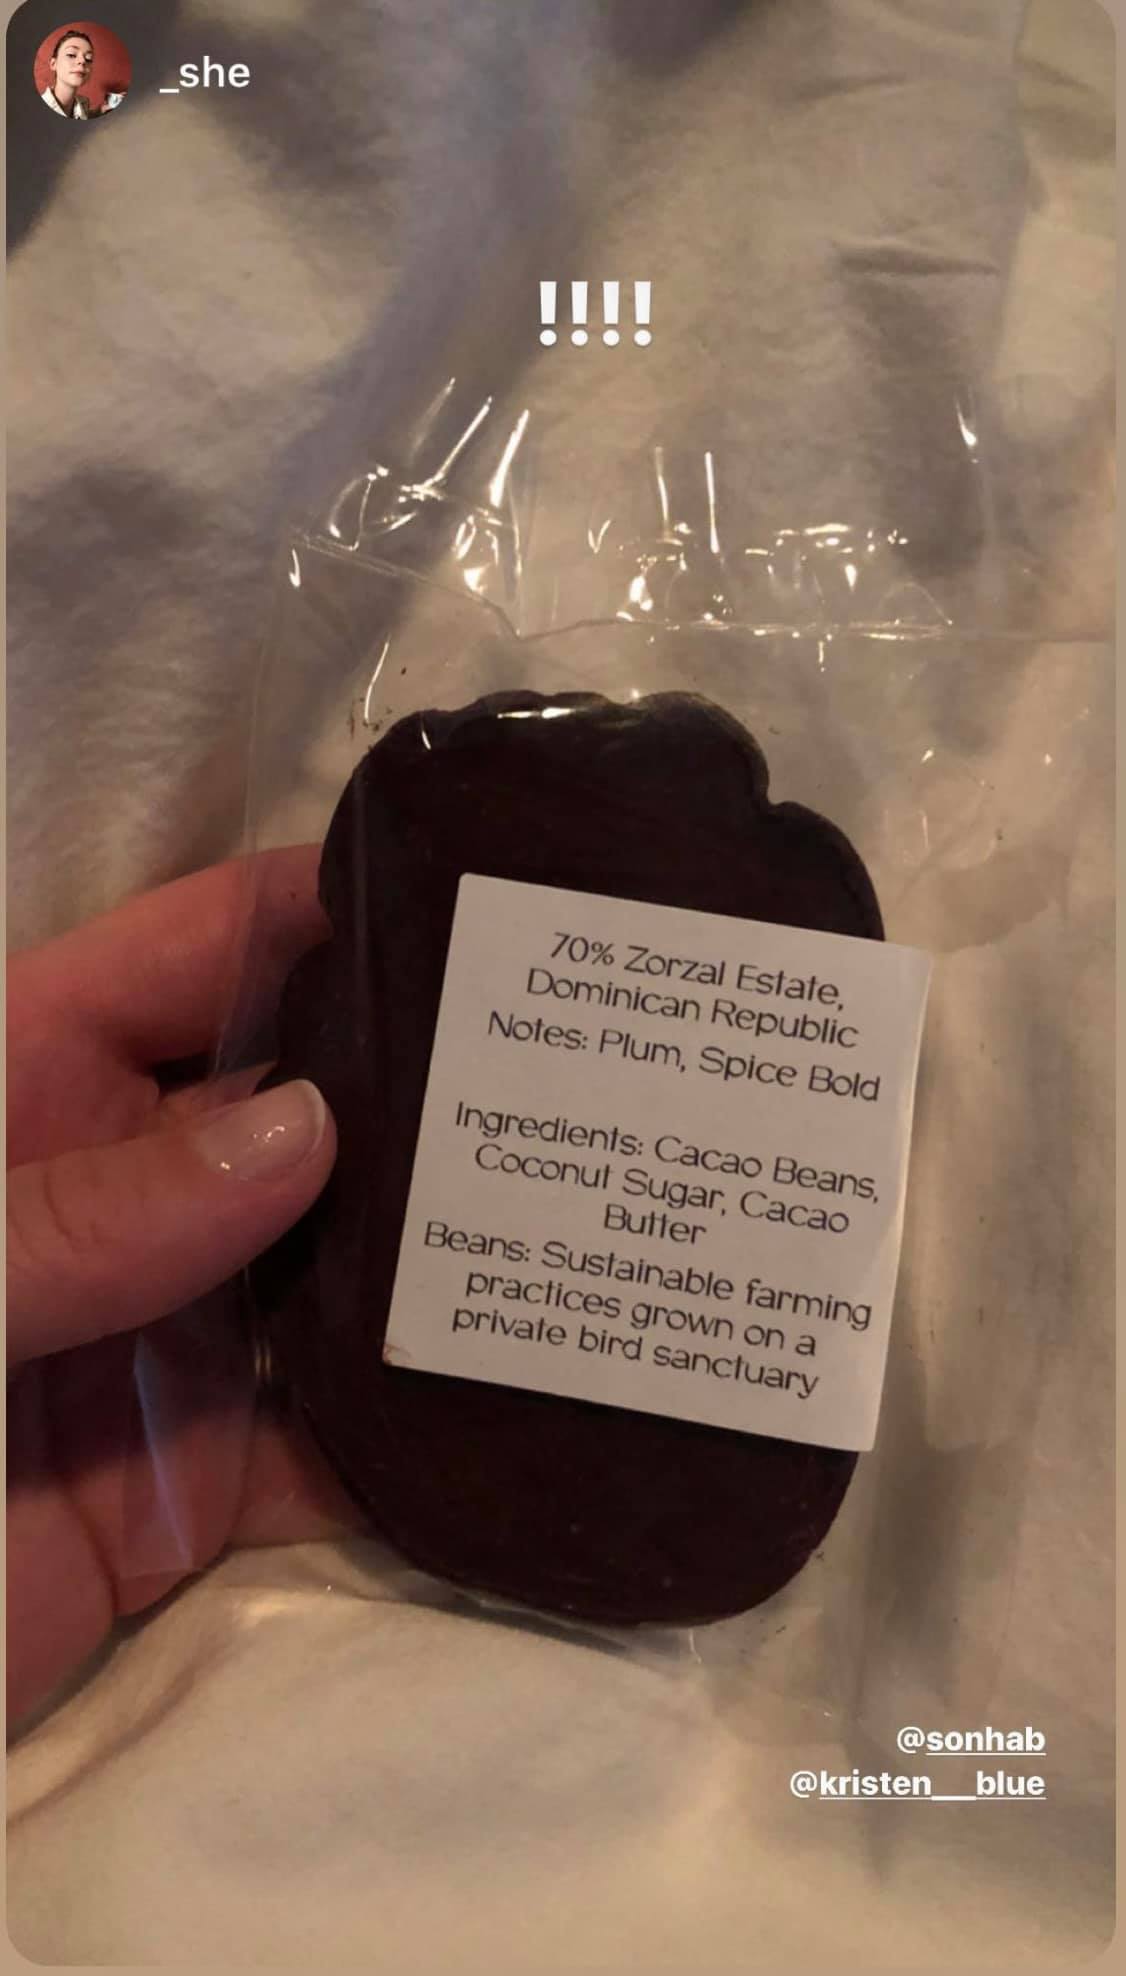 _she
!!!!
70% Zorzal Estate,
Dominican Republic
Notes: Plum, Spice Bold
Ingredients: Cacao Beans,
Coconut Sugar, Cacao
Butter
Beans: Sustainable farming
practices grown on a
private bird sanctuary
@sonhab
@kristen__blue